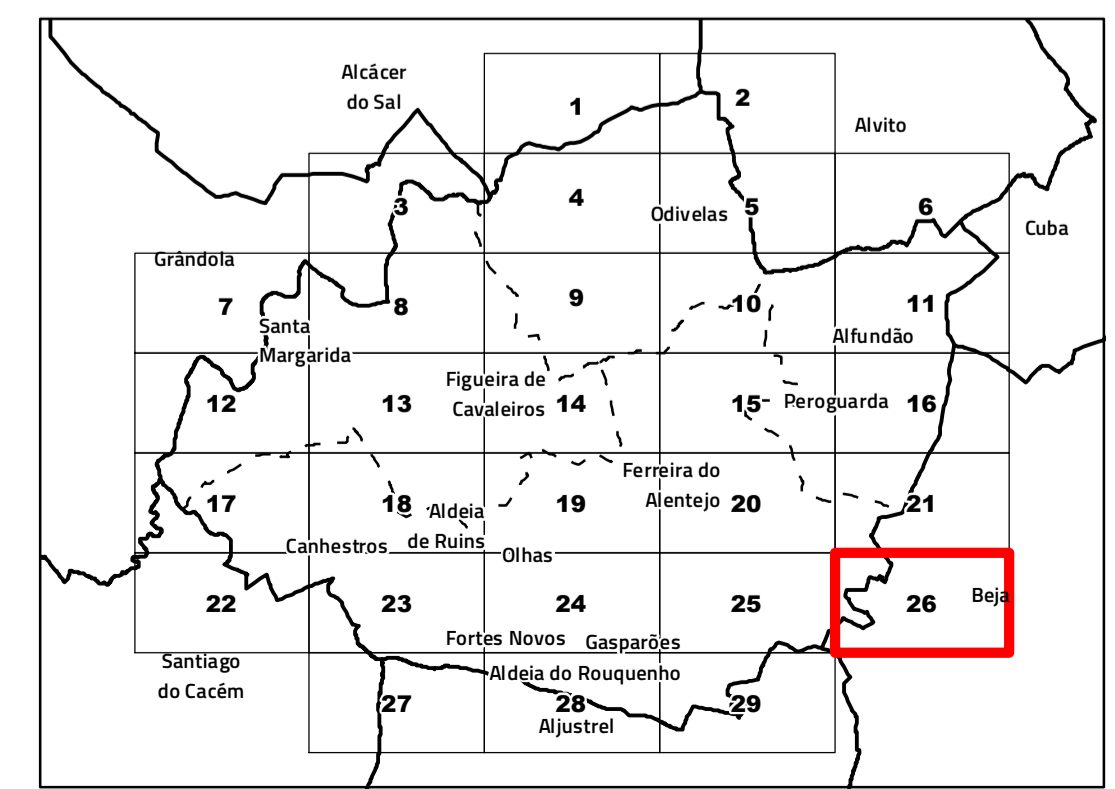 Alcácer
do Sal
1
2
Alvito
3
4
Odivelas
5
6
Cuba
Grândola
7
Santa
Margarida
8
9
10
11
Alfundão
12
13
Figueira de
Cavaleiros
14
15
Peroguarda
16
17
18
Aldeia
de Ruins
19
Ferreira do
Alentejo
20
21
Canhestros
Olhas
22
23
24
25
26
Beja
Fortes Novos
Gasparões
Santiago
do Cacém
Aldeia do Rouquenho
27
28
Aljustrel
29